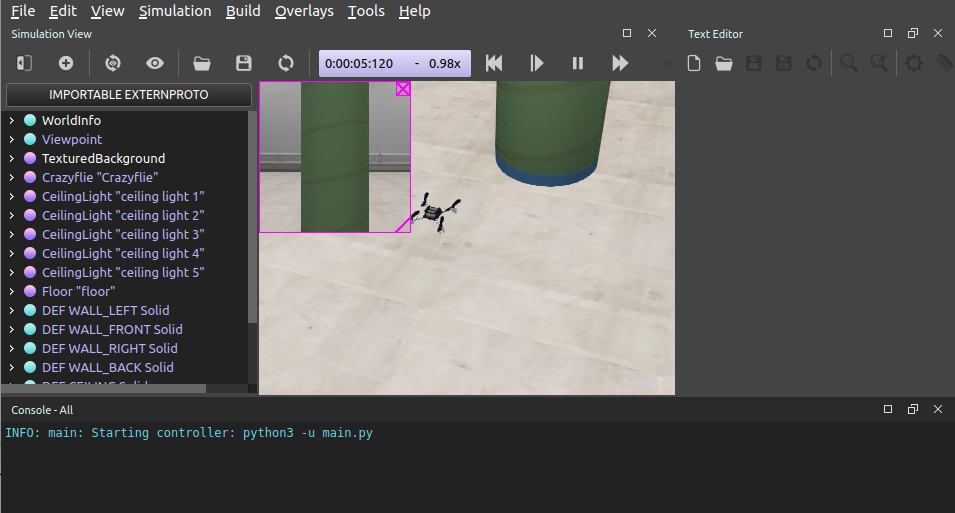 File Edit View Simulation Build Overlays Tools Help
Simulation View
Text Editor
0:00:05:120 - 0.98x
IMPORTABLE EXTERNPROTO
WorldInfo
Viewpoint
TexturedBackground
Crazyflie "Crazyflie"
CeilingLight "ceiling light 1"
CeilingLight "ceiling light 2"
CeilingLight "ceiling light 3"
CeilingLight "ceiling light 4"
CeilingLight "ceiling light 5"
Floor "floor"
DEF WALL_LEFT Solid
DEF WALL_FRONT Solid
DEF WALL_RIGHT Solid
DEF WALL_BACK Solid
DEF CEILING Solid
Console - All
INFO: main: Starting controller: python3 -u main.py